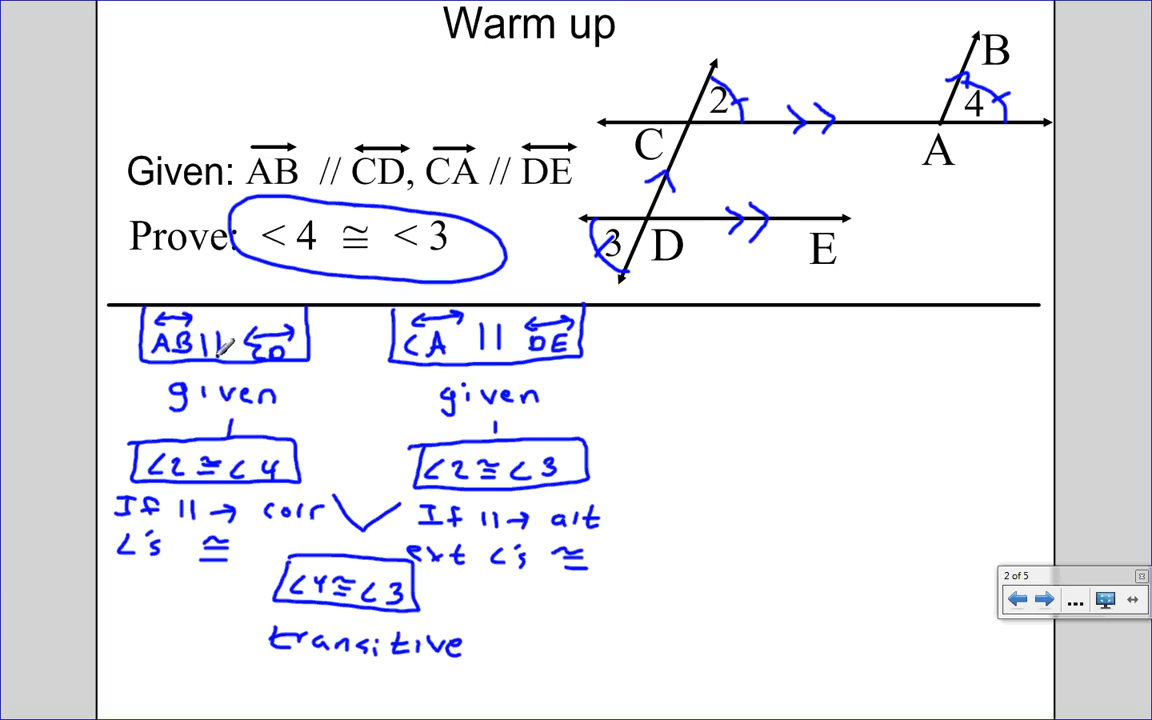 Warm up
B
2
4
C
A
Given: AB // CD, CA // DE
Prove: < 4 ≅ < 3
3
D
E
AB || CD
CA || DE
given
given
<2 ≅ <4
<2 ≅ <3
If || → corr
<'s ≅
If || → alt
ext <'s ≅
<4 ≅ <3
transitive
2 of 5
...